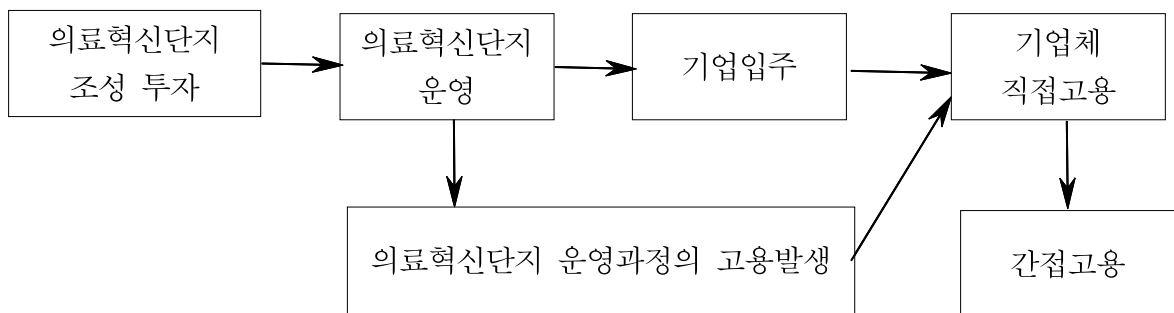 의료혁신단지
조성 투자
의료혁신단지
운영
기업입주
기업체
직접고용
의료혁신단지 운영과정의 고용발생
간접고용